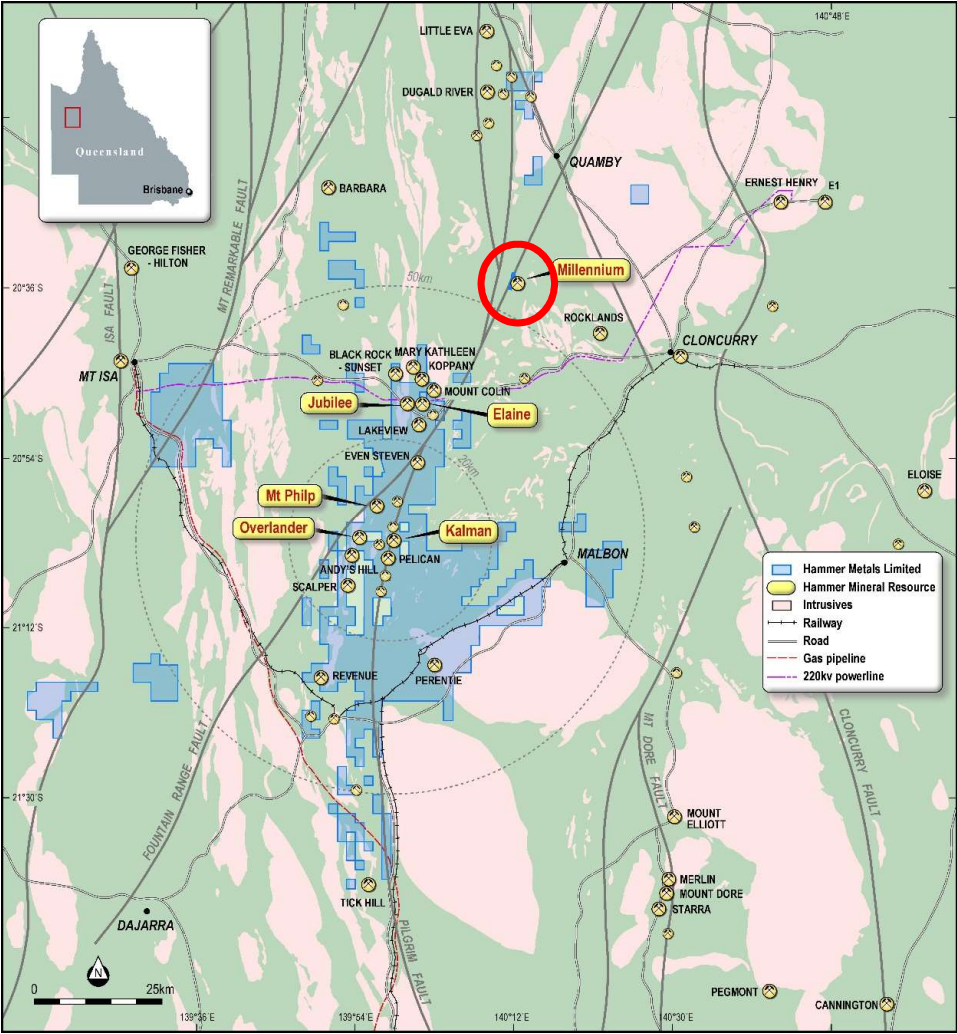 140°48'E
LITTLE EVA
DUGALD RIVER
Queensland
Brisbane
QUAMBY
BARBARA
ERNEST HENRY
E1
MT REMARKABLE FAULT
GEORGE FISHER
- HILTON
Millennium
50km
20°36'S
ISA FAULT
ROCKLANDS
CLONCURRY
MT ISA
BLACK ROCK
- SUNSET
MARY KATHLEEN
KOPPANY
MOUNT COLIN
Jubilee
Elaine
LAKEVIEW
20°54'S
EVEN STEVEN
20km
ELOISE
Mt Philp
Overlander
Kalman
MALBON
ANDY'S HILL
PELICAN
SCALPER
Hammer Metals Limited
Hammer Mineral Resource
Intrusives
Railway
Road
Gas pipeline
220kv powerline
21°12'S
REVENUE
PERENTIE
FOUNTAIN RANGE FAULT
MT DORE FAULT
CLONCURRY FAULT
21°30'S
MOUNT
ELLIOTT
MERLIN
MOUNT DORE
STARRA
TICK HILL
DAJARRA
PILGRIM FAULT
N
0
25km
PEGMONT
CANNINGTON
139°36'E
139°54'E
140°12'E
140°30'E